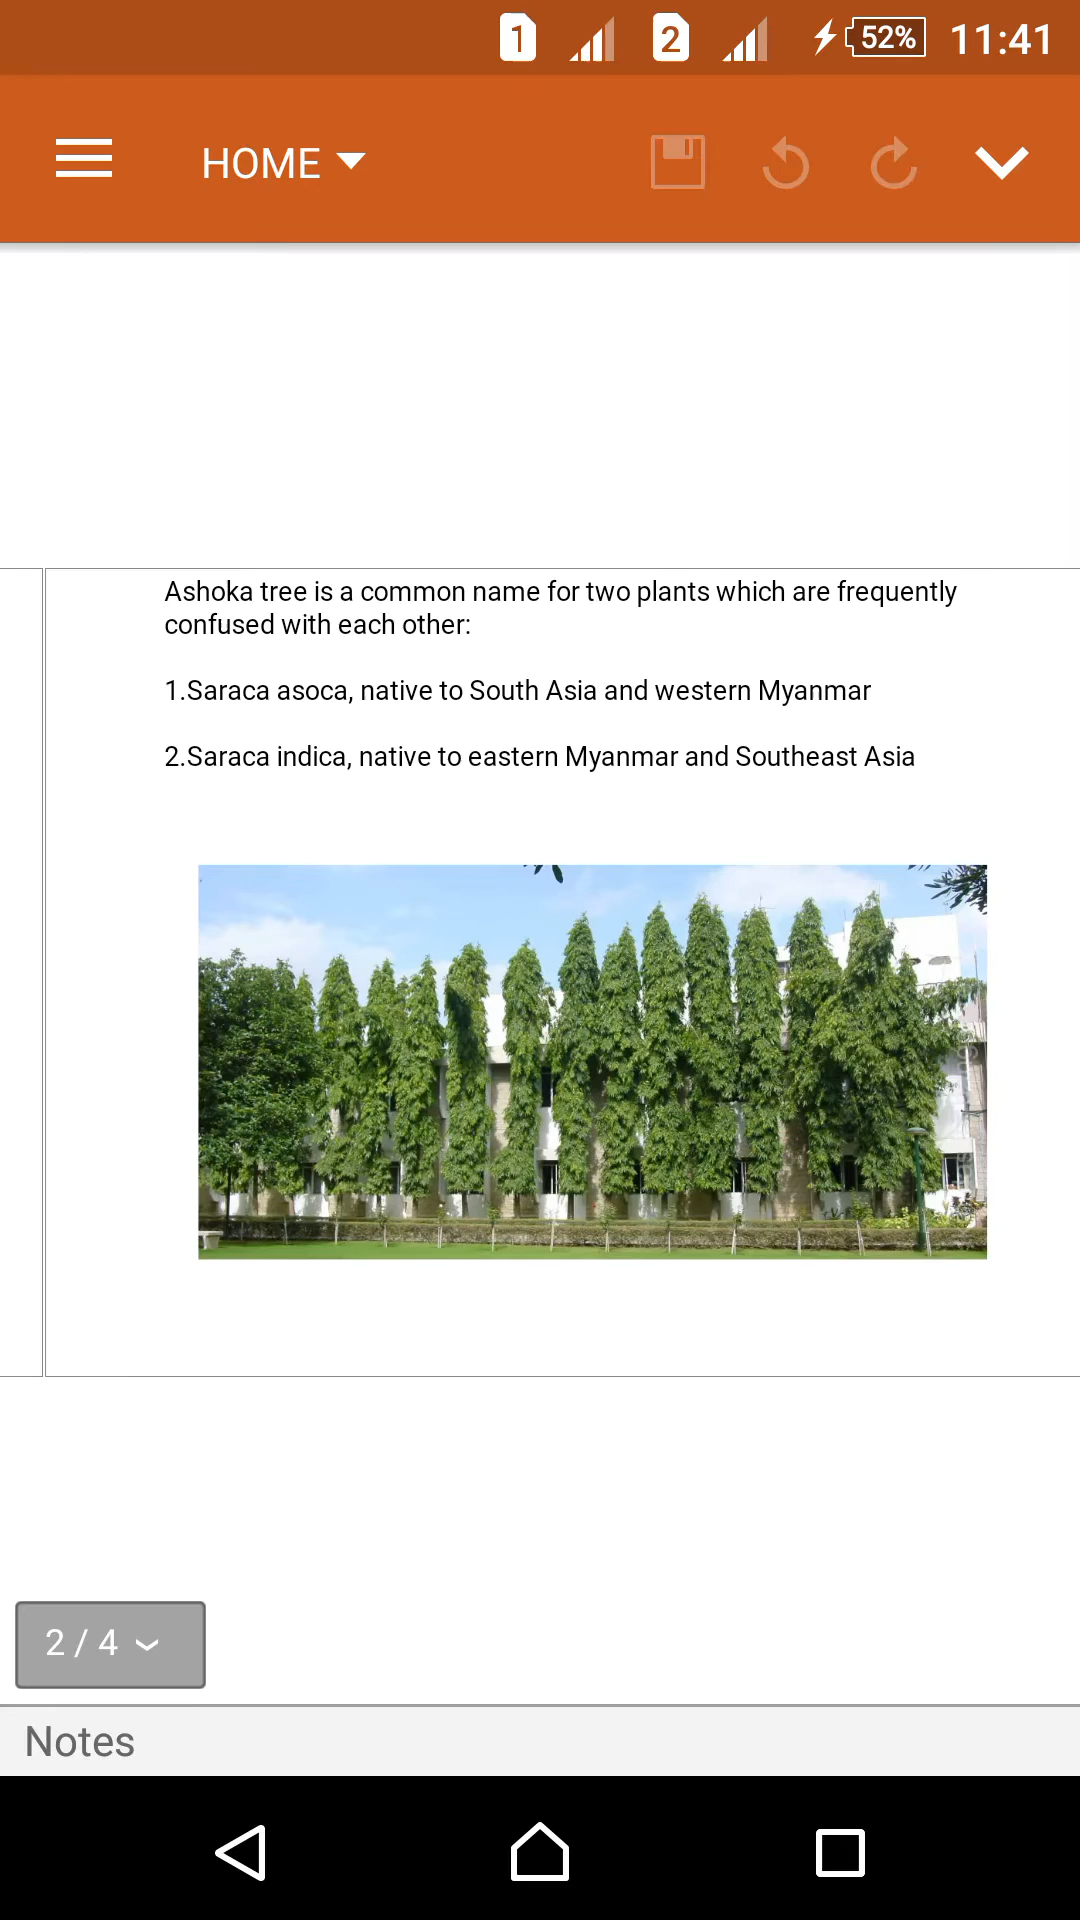 1 2 52% 11:41
HOME
Ashoka tree is a common name for two plants which are frequently
confused with each other:
1.Saraca asoca, native to South Asia and western Myanmar
2.Saraca indica, native to eastern Myanmar and Southeast Asia
2 / 4
Notes